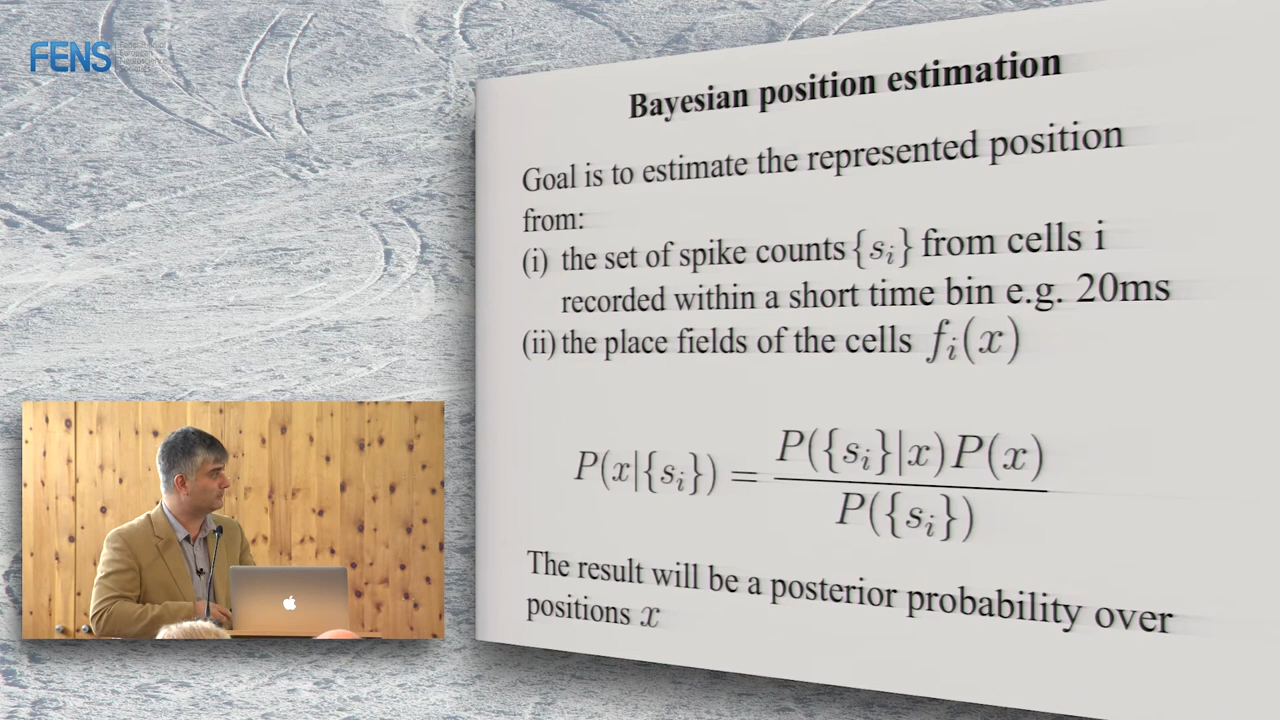 FENS
Bayesian position estimation
Goal is to estimate the represented position
from:
(i) the set of spike counts {s_i} from cells i
recorded within a short time bin e.g. 20ms
(ii) the place fields of the cells f_i(x)
P(x|{s_i}) = P({s_i}|x)P(x) / P({s_i})
The result will be a posterior probability over
positions x